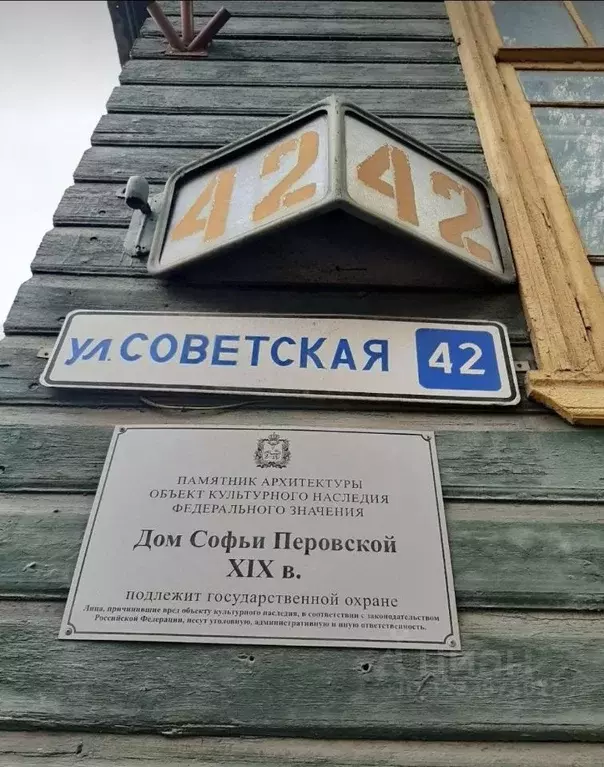 42 42
ул. СОВЕТСКАЯ 42
ПАМЯТНИК АРХИТЕКТУРЫ
ОБЪЕКТ КУЛЬТУРНОГО НАСЛЕДИЯ
ФЕДЕРАЛЬНОГО ЗНАЧЕНИЯ
Дом Софьи Перовской
XIX в.
подлежит государственной охране
Лица, причинившие вред объекту культурного наследия, в соответствии с законодательством
Российской Федерации, несут уголовную, административную и иную ответственность.